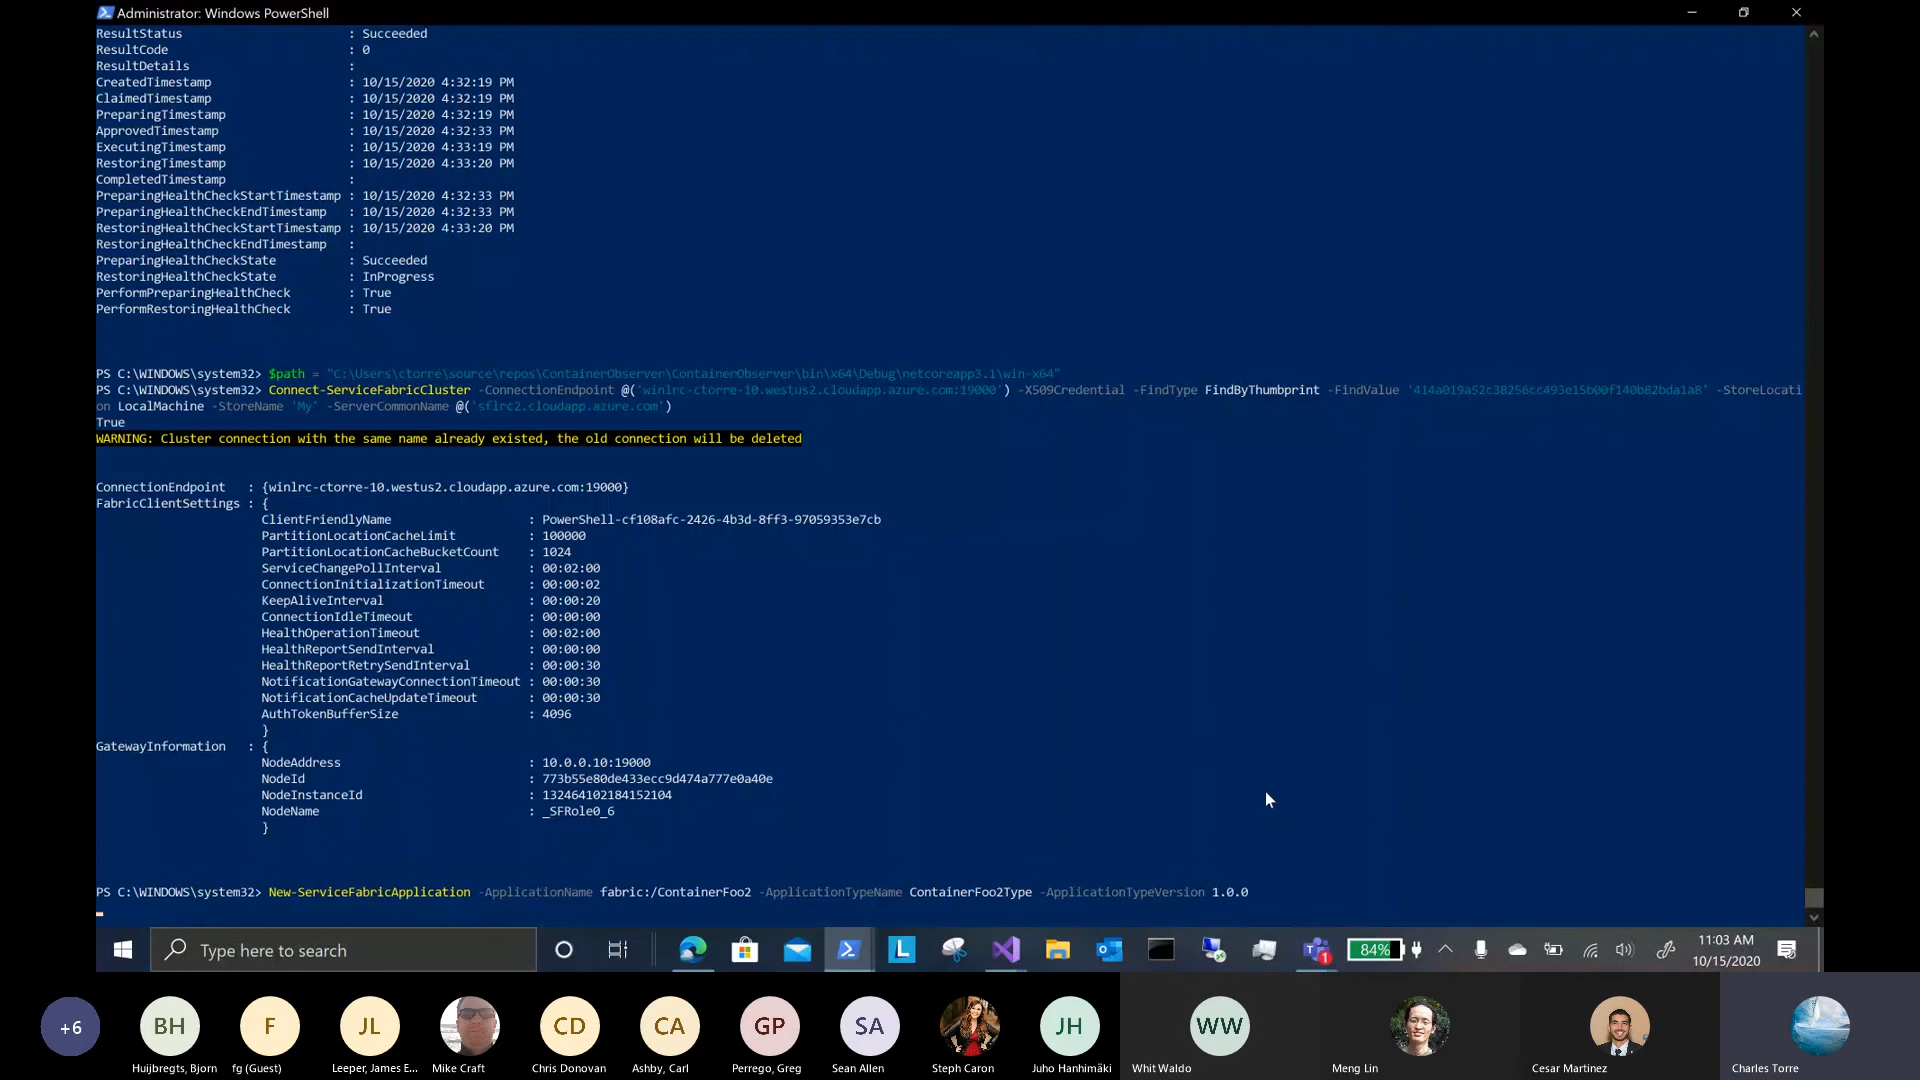 Administrator: Windows PowerShell
ResultStatus : Succeeded
ResultCode : 0
ResultDetails :
CreatedTimestamp : 10/15/2020 4:32:19 PM
ClaimedTimestamp : 10/15/2020 4:32:19 PM
PreparingTimestamp : 10/15/2020 4:32:19 PM
ApprovedTimestamp : 10/15/2020 4:32:33 PM
ExecutingTimestamp : 10/15/2020 4:33:19 PM
RestoringTimestamp : 10/15/2020 4:33:20 PM
CompletedTimestamp :
PreparingHealthCheckStartTimestamp : 10/15/2020 4:32:33 PM
PreparingHealthCheckEndTimestamp : 10/15/2020 4:32:33 PM
RestoringHealthCheckStartTimestamp : 10/15/2020 4:33:20 PM
RestoringHealthCheckEndTimestamp :
PreparingHealthCheckState : Succeeded
RestoringHealthCheckState : InProgress
PerformPreparingHealthCheck : True
PerformRestoringHealthCheck : True
PS C:\WINDOWS\system32> $path = "C:\Users\ctorre\source\repos\ContainerObserver\ContainerObserver\bin\x64\Debug\netcoreapp3.1\win-x64"
PS C:\WINDOWS\system32> Connect-ServiceFabricCluster -ConnectionEndpoint @('winlrc-ctorre-10.westus2.cloudapp.azure.com:19000') -X509Credential -FindType FindByThumbprint -FindValue '414a019a52c38256cc493e15b00f140b82bda1a8' -StoreLocati
on LocalMachine -StoreName 'My' -ServerCommonName @('sflrc2.cloudapp.azure.com')
True
WARNING: Cluster connection with the same name already existed, the old connection will be deleted
ConnectionEndpoint : {winlrc-ctorre-10.westus2.cloudapp.azure.com:19000}
FabricClientSettings : {
ClientFriendlyName : PowerShell-cf108afc-2426-4b3d-8ff3-97059353e7cb
PartitionLocationCacheLimit : 100000
PartitionLocationCacheBucketCount : 1024
ServiceChangePollInterval : 00:02:00
ConnectionInitializationTimeout : 00:00:02
KeepAliveInterval : 00:00:20
ConnectionIdleTimeout : 00:00:00
HealthOperationTimeout : 00:02:00
HealthReportSendInterval : 00:00:00
HealthReportRetrySendInterval : 00:00:30
NotificationGatewayConnectionTimeout : 00:00:30
NotificationCacheUpdateTimeout : 00:00:30
AuthTokenBufferSize : 4096
}
GatewayInformation : {
NodeAddress : 10.0.0.10:19000
NodeId : 773b55e80de433ecc9d474a777e0a40e
NodeInstanceId : 132464102184152104
NodeName : _SFRole0_6
}
PS C:\WINDOWS\system32> New-ServiceFabricApplication -ApplicationName fabric:/ContainerFoo2 -ApplicationTypeName ContainerFoo2Type -ApplicationTypeVersion 1.0.0
Type here to search
L
1
84%
11:03 AM
10/15/2020
+6
BH
F
JL
CD
CA
GP
SA
JH
WW
Huijbregts, Bjorn
fg (Guest)
Leeper, James E...
Mike Craft
Chris Donovan
Ashby, Carl
Perrego, Greg
Sean Allen
Steph Caron
Juho Hanhimäki
Whit Waldo
Meng Lin
Cesar Martinez
Charles Torre